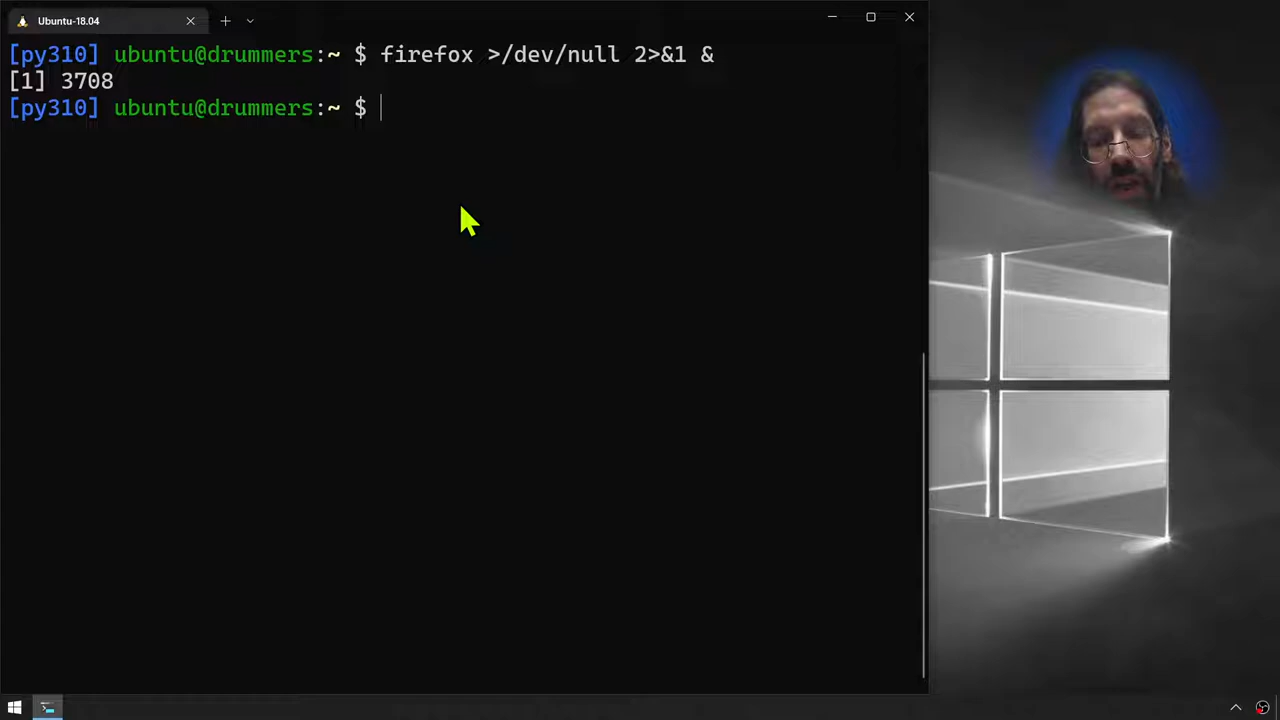 Ubuntu-18.04
[py310] ubuntu@drummers:~ $ firefox >/dev/null 2>&1 &
[1] 3708
[py310] ubuntu@drummers:~ $